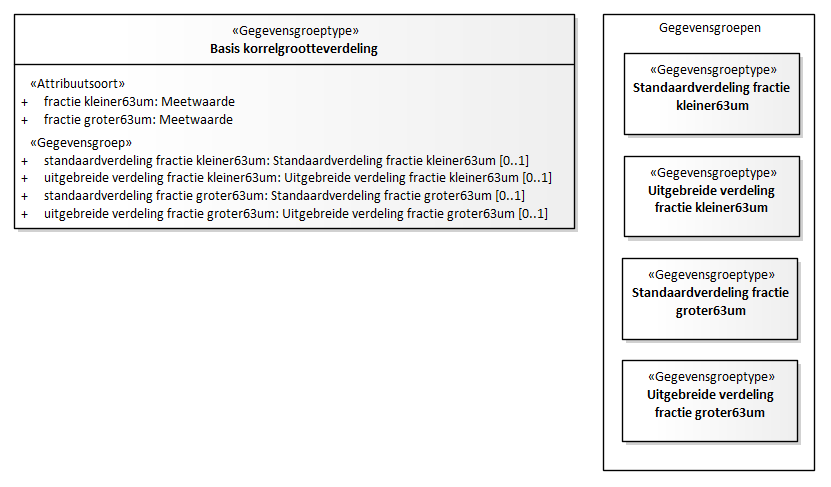 «Gegevensgroeptype»
Basis korrelgrootteverdeling
«Attribuutsoort»
+ fractie kleiner63um: Meetwaarde
+ fractie groter63um: Meetwaarde
«Gegevensgroep»
+ standaardverdeling fractie kleiner63um: Standaardverdeling fractie kleiner63um [0..1]
+ uitgebreide verdeling fractie kleiner63um: Uitgebreide verdeling fractie kleiner63um [0..1]
+ standaardverdeling fractie groter63um: Standaardverdeling fractie groter63um [0..1]
+ uitgebreide verdeling fractie groter63um: Uitgebreide verdeling fractie groter63um [0..1]
Gegevensgroepen
«Gegevensgroeptype»
Standaardverdeling fractie
kleiner63um
«Gegevensgroeptype»
Uitgebreide verdeling
fractie kleiner63um
«Gegevensgroeptype»
Standaardverdeling fractie
groter63um
«Gegevensgroeptype»
Uitgebreide verdeling
fractie groter63um